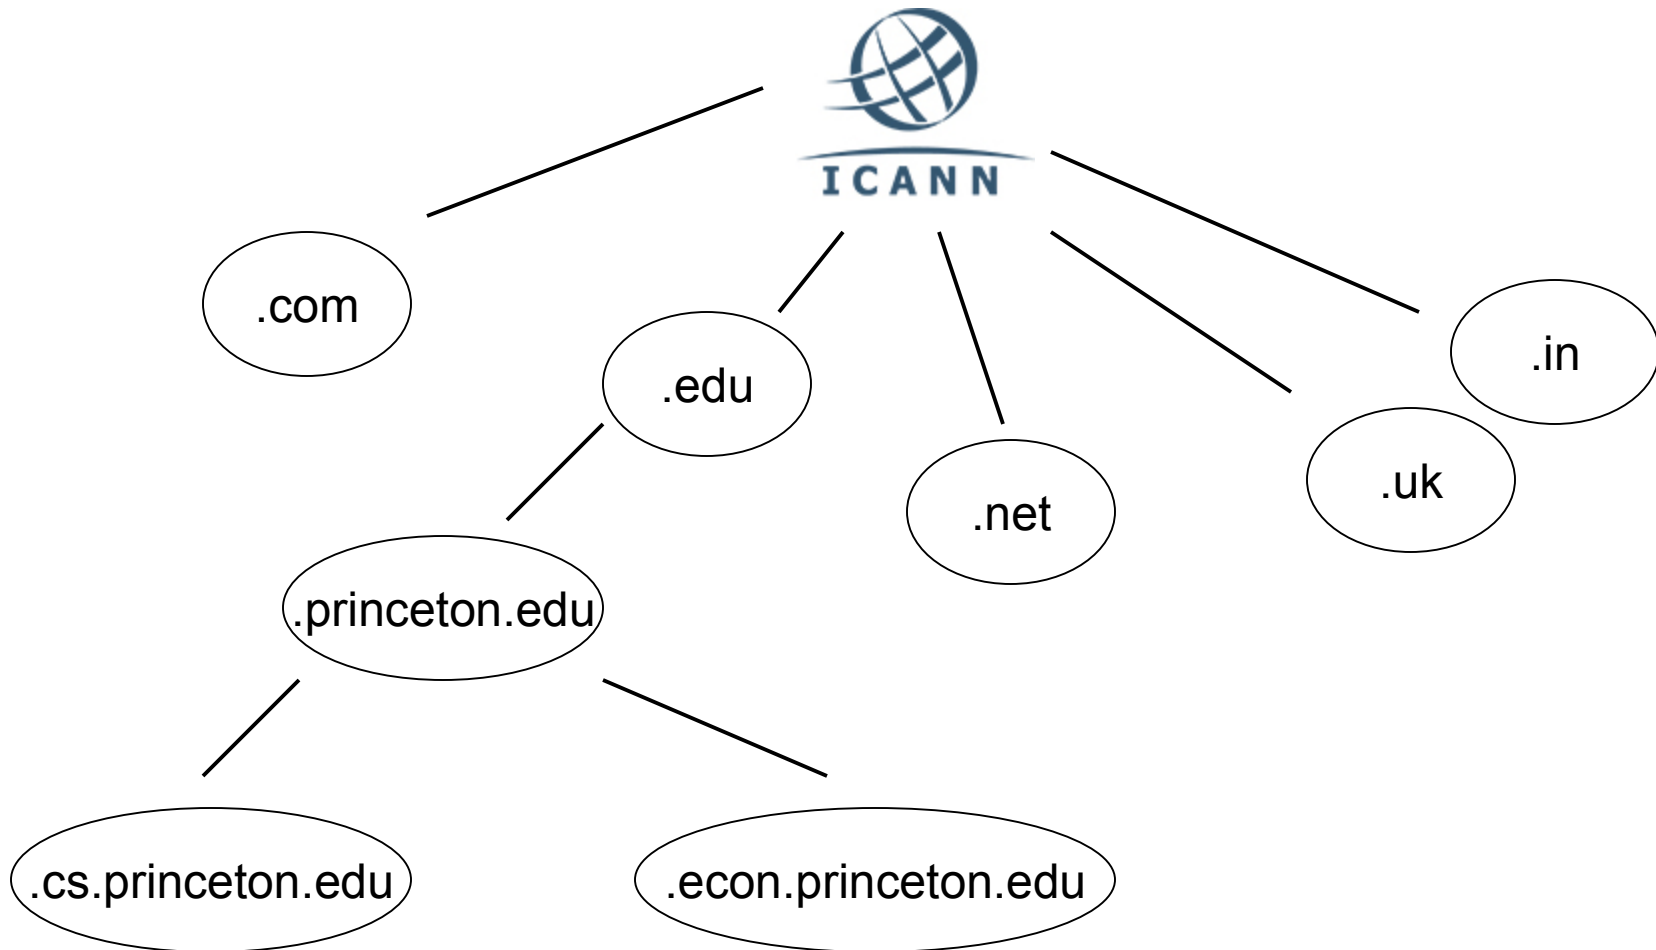 ICANN
.com
.edu
.in
.uk
.net
.princeton.edu
.cs.princeton.edu
.econ.princeton.edu